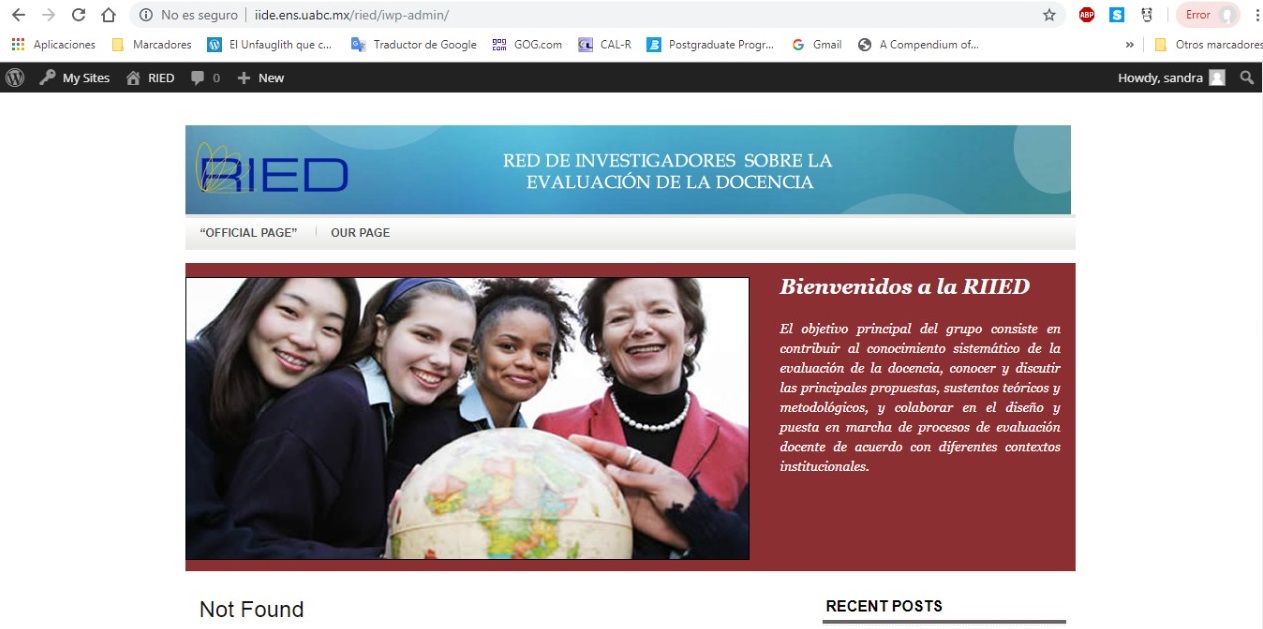 No es seguro | iide.ens.uabc.mx/ried/iwp-admin/
ABP
S
Error
Aplicaciones
Marcadores
El Unfauglith que c...
Traductor de Google
GOG.com
CAL-R
Postgraduate Progr...
Gmail
A Compendium of...
»
Otros marcadores
My Sites
RIED
0
New
Howdy, sandra
RIED
RED DE INVESTIGADORES SOBRE LA
EVALUACIÓN DE LA DOCENCIA
“OFFICIAL PAGE”
OUR PAGE
Bienvenidos a la RIIED
El objetivo principal del grupo consiste en
contribuir al conocimiento sistemático de la
evaluación de la docencia, conocer y discutir
las principales propuestas, sustentos teóricos y
metodológicos, y colaborar en el diseño y
puesta en marcha de procesos de evaluación
docente de acuerdo con diferentes contextos
institucionales.
Not Found
RECENT POSTS